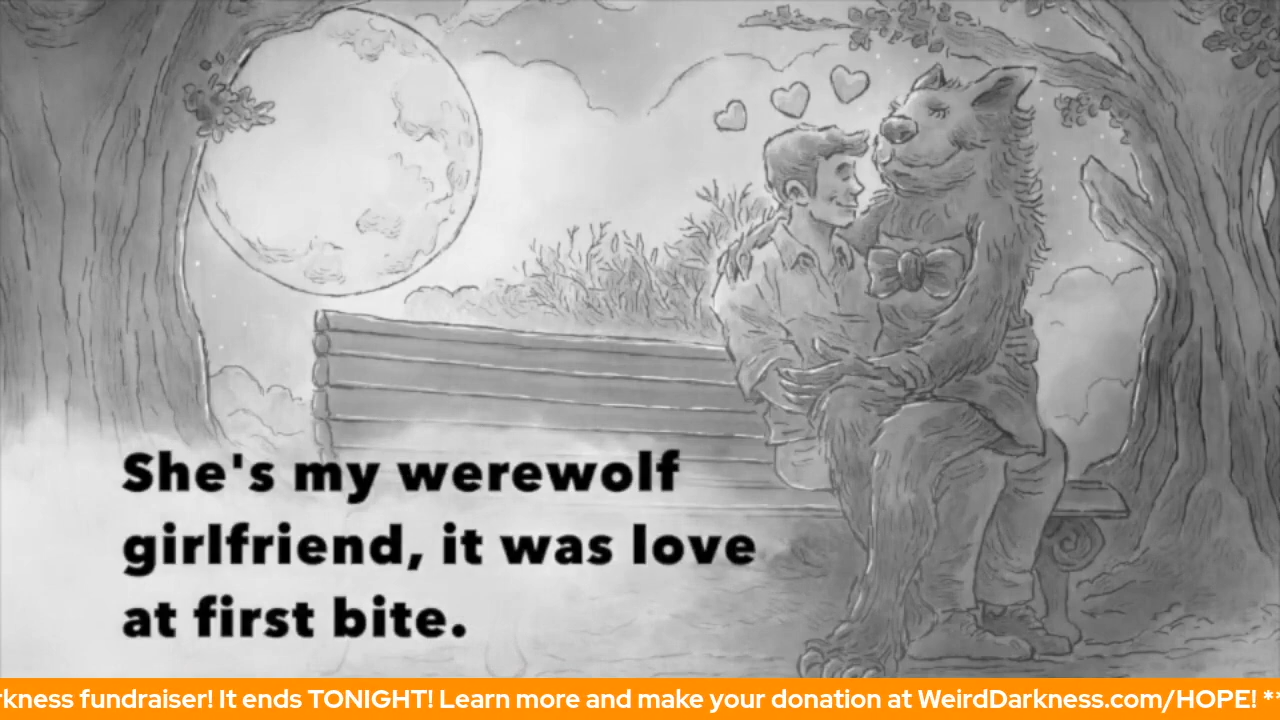 She's my werewolf
girlfriend, it was love
at first bite.
fundraiser! It ends TONIGHT! Learn more and make your donation at WeirdDarkness.com/HOPE! **